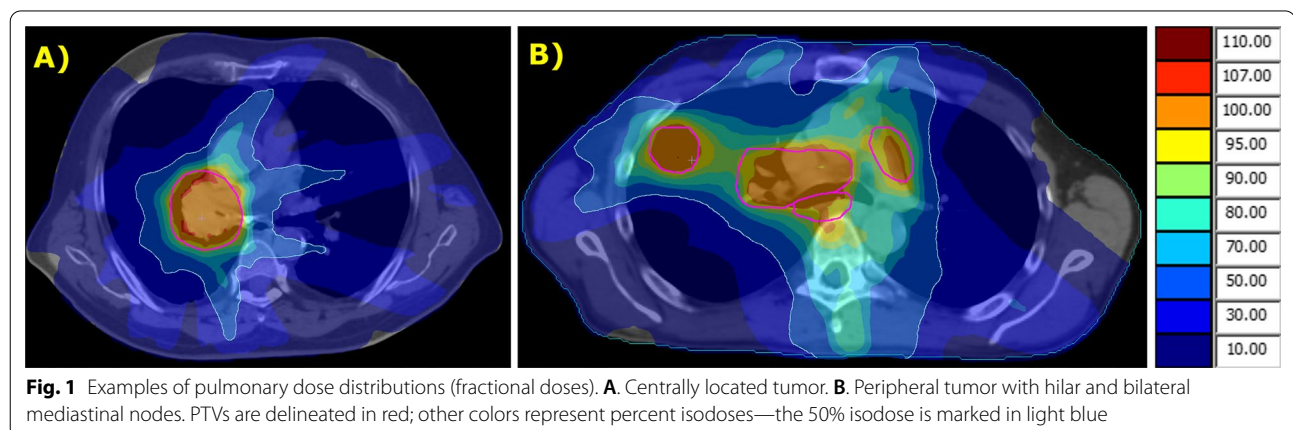 A)
B)
110.00
107.00
100.00
95.00
90.00
80.00
70.00
50.00
30.00
10.00
Fig. 1 Examples of pulmonary dose distributions (fractional doses). A. Centrally located tumor. B. Peripheral tumor with hilar and bilateral
mediastinal nodes. PTVs are delineated in red; other colors represent percent isodoses—the 50% isodose is marked in light blue